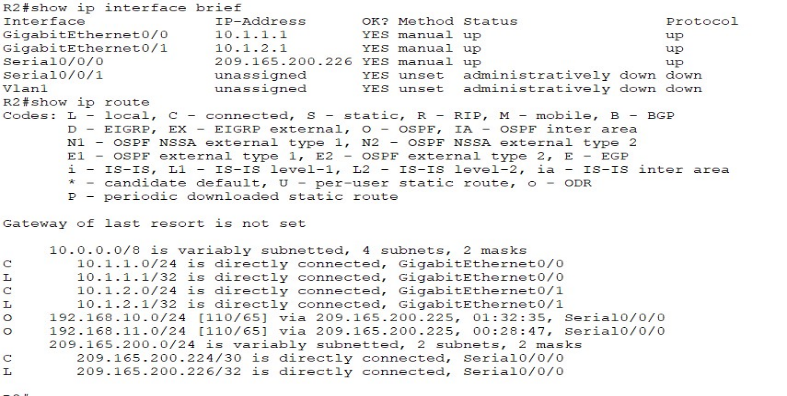 R2#show ip interface brief
Interface IP-Address OK? Method Status Protocol
GigabitEthernet0/0 10.1.1.1 YES manual up up
GigabitEthernet0/1 10.1.2.1 YES manual up up
Serial0/0/0 209.165.200.226 YES manual up up
Serial0/0/1 unassigned YES unset administratively down down
Vlan1 unassigned YES unset administratively down down
R2#show ip route
Codes: L - local, C - connected, S - static, R - RIP, M - mobile, B - BGP
D - EIGRP, EX - EIGRP external, O - OSPF, IA - OSPF inter area
N1 - OSPF NSSA external type 1, N2 - OSPF NSSA external type 2
E1 - OSPF external type 1, E2 - OSPF external type 2, E - EGP
i - IS-IS, L1 - IS-IS level-1, L2 - IS-IS level-2, ia - IS-IS inter area
* - candidate default, U - per-user static route, o - ODR
P - periodic downloaded static route
Gateway of last resort is not set
10.0.0.0/8 is variably subnetted, 4 subnets, 2 masks
C 10.1.1.0/24 is directly connected, GigabitEthernet0/0
L 10.1.1.1/32 is directly connected, GigabitEthernet0/0
C 10.1.2.0/24 is directly connected, GigabitEthernet0/1
L 10.1.2.1/32 is directly connected, GigabitEthernet0/1
O 192.168.10.0/24 [110/65] via 209.165.200.225, 01:32:35, Serial0/0/0
O 192.168.11.0/24 [110/65] via 209.165.200.225, 00:28:47, Serial0/0/0
209.165.200.0/24 is variably subnetted, 2 subnets, 2 masks
C 209.165.200.224/30 is directly connected, Serial0/0/0
L 209.165.200.226/32 is directly connected, Serial0/0/0